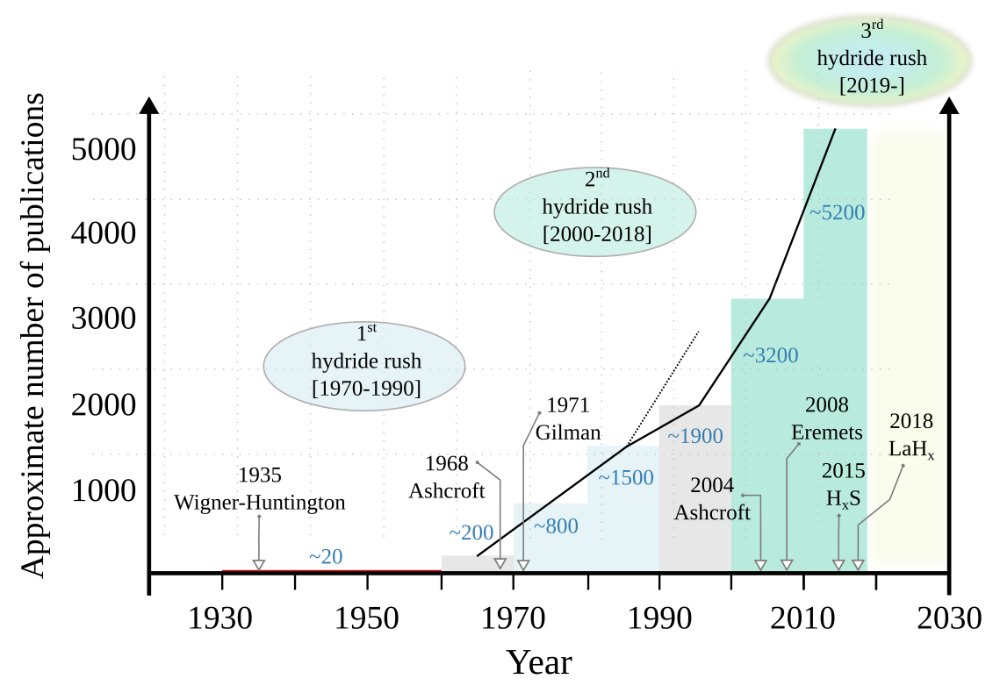 3rd
hydride rush
[2019-]
Approximate number of publications
5000
4000
3000
2000
1000
2nd
hydride rush
[2000-2018]
~5200
1st
hydride rush
[1970-1990]
~3200
1935
Wigner-Huntington
~20
1968
Ashcroft
~200
1971
Gilman
~800
~1500
~1900
2004
Ashcroft
2008
Eremets
2015
HxS
2018
LaHx
1930
1950
1970
1990
2010
2030
Year